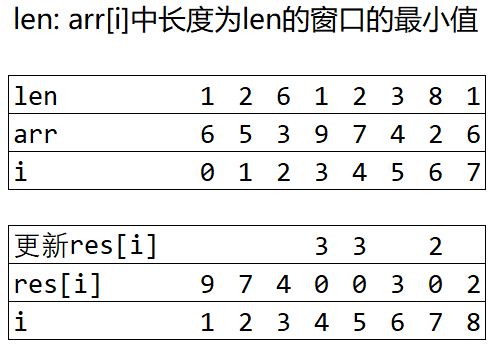 len: arr[i]中长度为len的窗口的最小值
len 1 2 6 1 2 3 8 1
arr 6 5 3 9 7 4 2 6
i 0 1 2 3 4 5 6 7
更新res[i] 3 3 2
res[i] 9 7 4 0 0 3 0 2
i 1 2 3 4 5 6 7 8